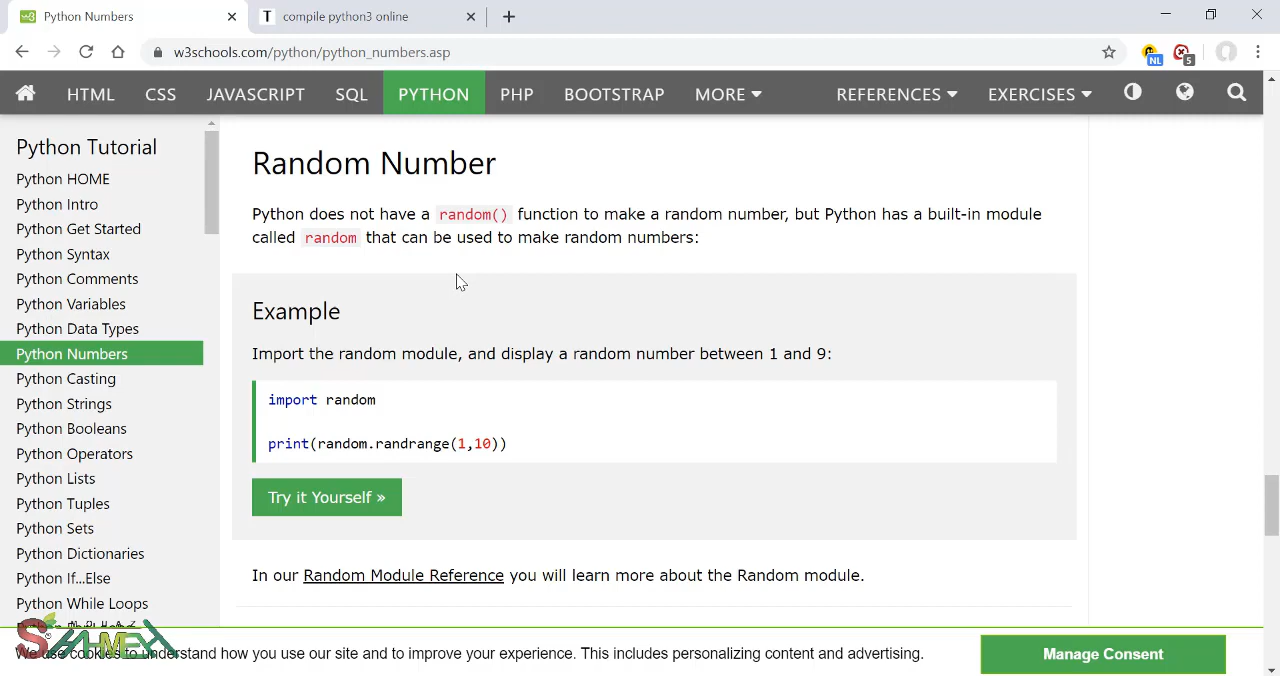 Python Numbers
T compile python3 online
w3schools.com/python/python_numbers.asp
NL
5
HTML CSS JAVASCRIPT SQL PYTHON PHP BOOTSTRAP MORE REFERENCES EXERCISES
Python Tutorial
Python HOME
Python Intro
Python Get Started
Python Syntax
Python Comments
Python Variables
Python Data Types
Python Numbers
Python Casting
Python Strings
Python Booleans
Python Operators
Python Lists
Python Tuples
Python Sets
Python Dictionaries
Python If...Else
Python While Loops
Random Number
Python does not have a random() function to make a random number, but Python has a built-in module
called random that can be used to make random numbers:
Example
Import the random module, and display a random number between 1 and 9:
import random
print(random.randrange(1,10))
Try it Yourself »
In our Random Module Reference you will learn more about the Random module.
We use cookies to understand how you use our site and to improve your experience. This includes personalizing content and advertising.
Manage Consent